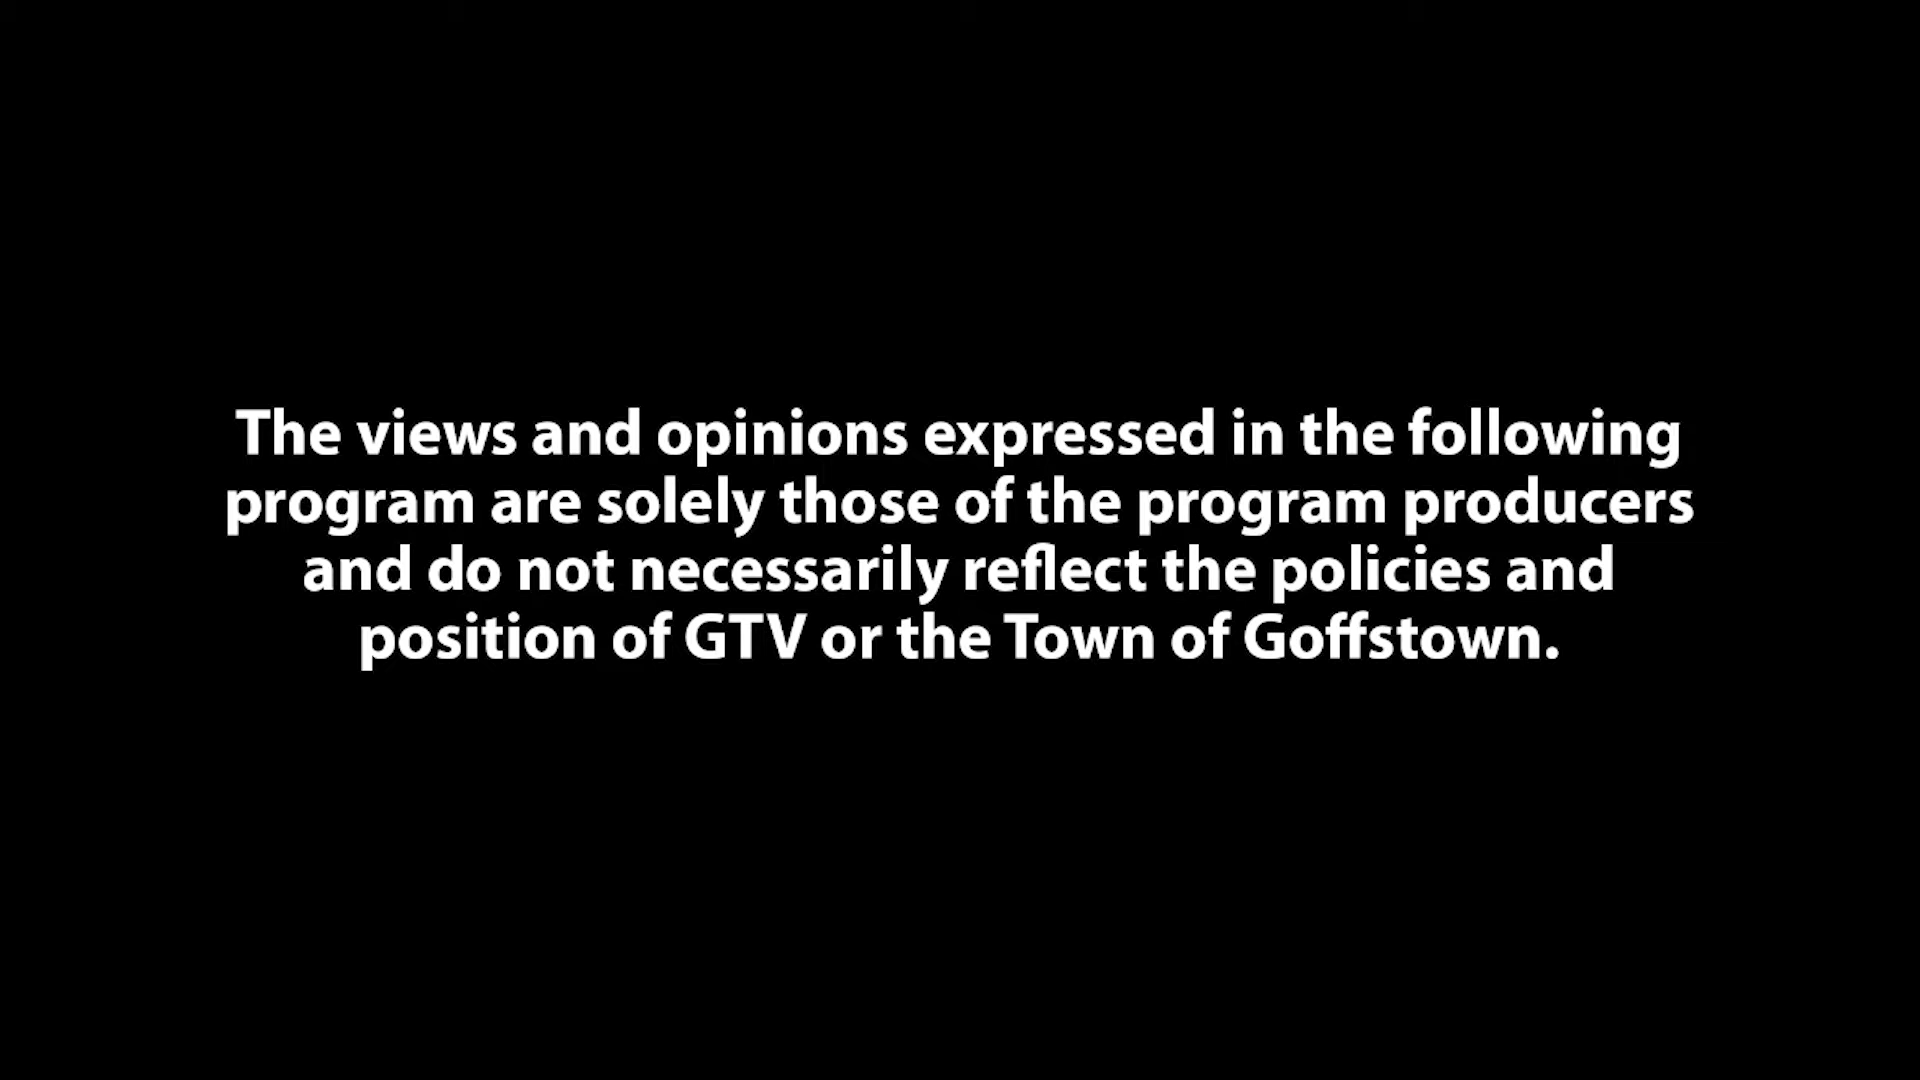 The views and opinions expressed in the following
program are solely those of the program producers
and do not necessarily reflect the policies and
position of GTV or the Town of Goffstown.